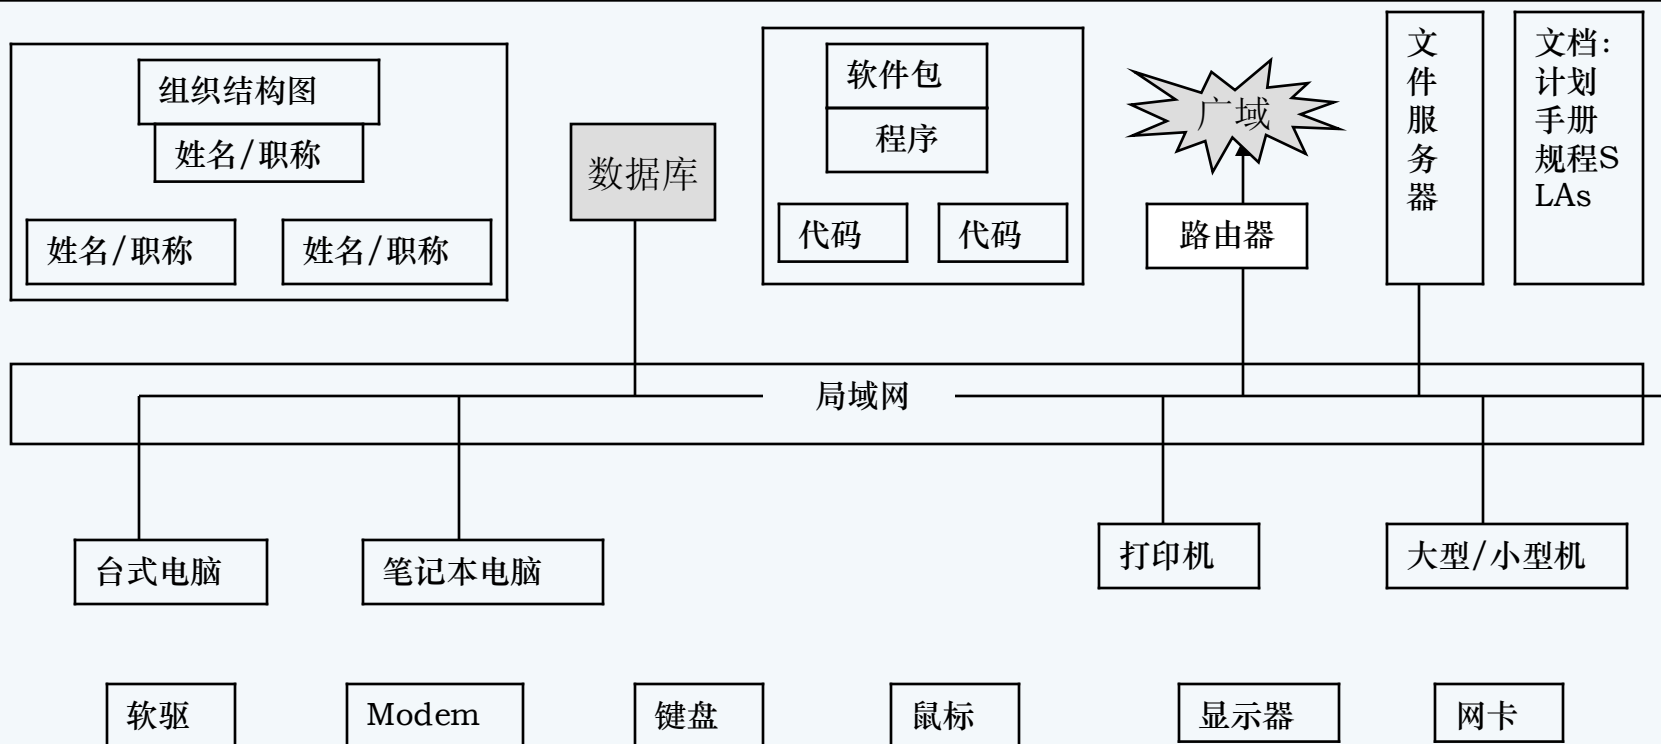 组织结构图
姓名/职称
姓名/职称
姓名/职称
数据库
软件包
程序
代码
代码
广域
路由器
文
件
服
务
器
文档:
计划
手册
规程S
LAs
局域网
台式电脑
笔记本电脑
打印机
大型/小型机
软驱
Modem
键盘
鼠标
显示器
网卡